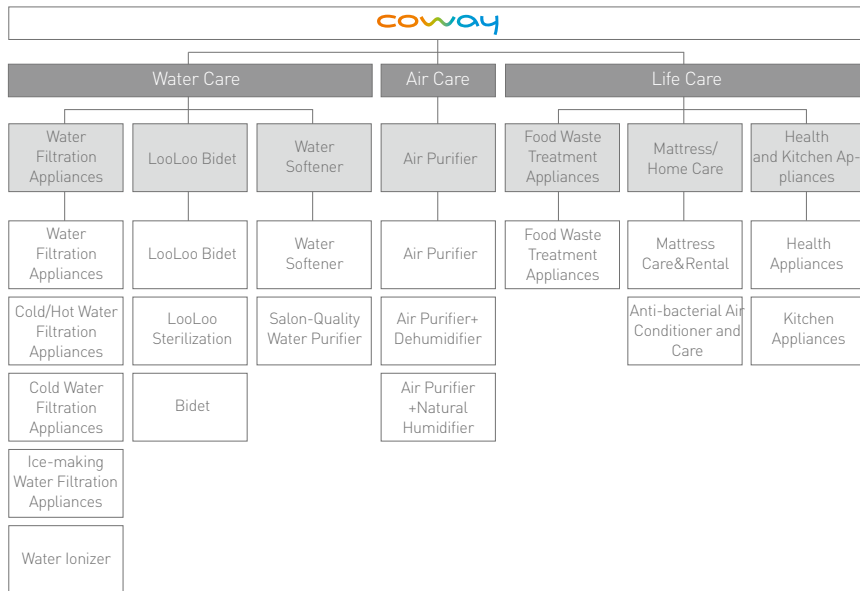 coway
Water Care
Air Care
Life Care
Water
Filtration
Appliances
LooLoo Bidet
Water
Softener
Air Purifier
Food Waste
Treatment
Appliances
Mattress/
Home Care
Health
and Kitchen Ap-
pliances
Water
Filtration
Appliances
LooLoo Bidet
Water
Softener
Air Purifier
Food Waste
Treatment
Appliances
Mattress
Care&Rental
Health
Appliances
Cold/Hot Water
Filtration
Appliances
LooLoo
Sterilization
Salon-Quality
Water Purifier
Air Purifier+
Dehumidifier
Anti-bacterial Air
Conditioner and
Care
Kitchen
Appliances
Cold Water
Filtration
Appliances
Bidet
Air Purifier
+Natural
Humidifier
Ice-making
Water Filtration
Appliances
Water Ionizer